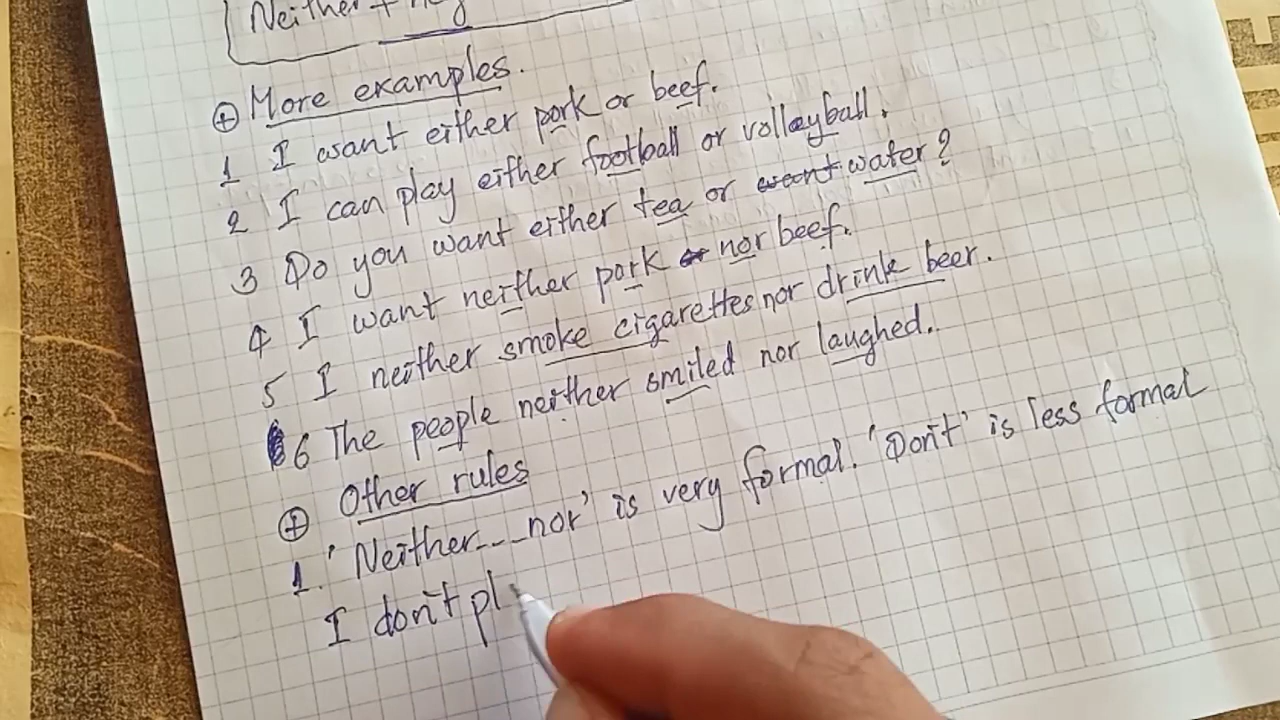 Neither +
⊕ More examples.
1 I want either pork or beef.
2 I can play either football or volleyball.
3 Do you want either tea or want water?
4 I want neither pork or nor beef.
5 I neither smoke cigarettes nor drink beer.
6 The people neither smiled nor laughed.
⊕ Other rules
1. 'Neither---nor' is very formal. 'Don't' is less formal
I don't pl